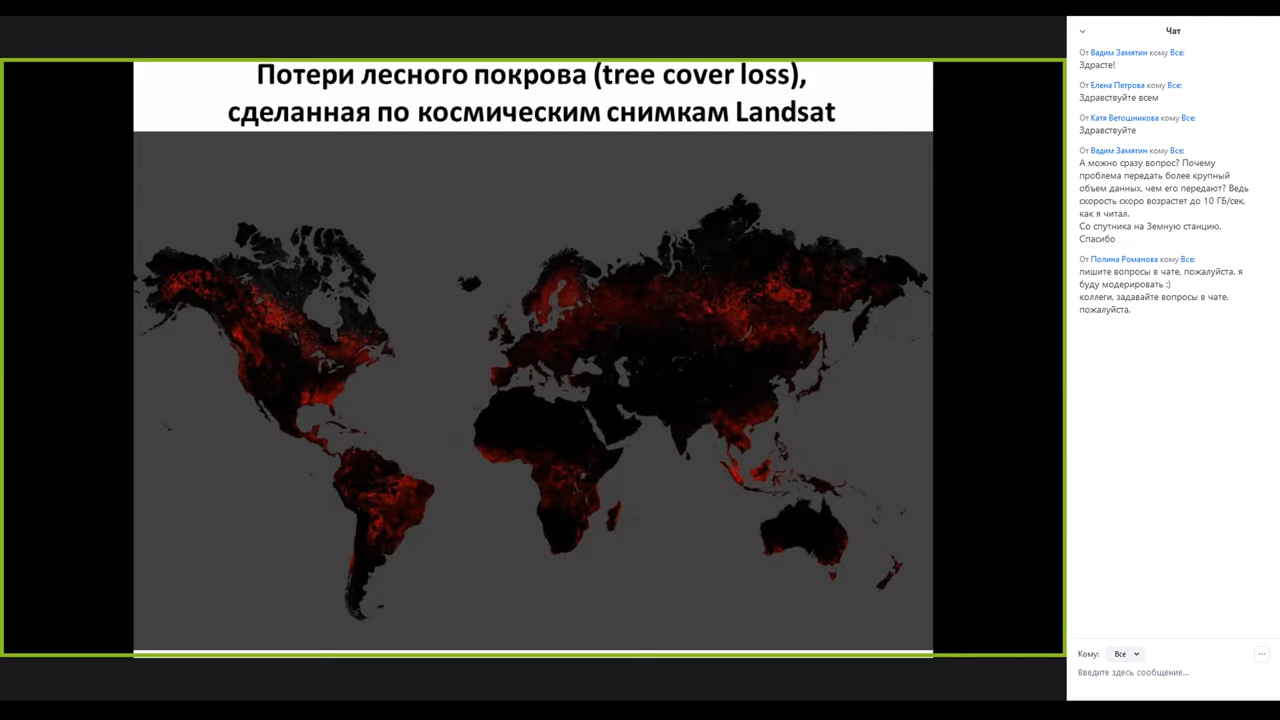 Потери лесного покрова (tree cover loss),
сделанная по космическим снимкам Landsat
Чат
От Вадим Замятин кому Все:
Здрасте!
От Елена Петрова кому Все:
Здравствуйте всем
От Катя Ветошникова кому Все:
Здравствуйте
От Вадим Замятин кому Все:
А можно сразу вопрос? Почему
проблема передать более крупный
объем данных, чем его передают? Ведь
скорость скоро возрастет до 10 ГБ/сек,
как я читал.
Со спутника на Земную станцию.
Спасибо
От Полина Романова кому Все:
пишите вопросы в чате, пожалуйста, я
буду модерировать :)
коллеги, задавайте вопросы в чате,
пожалуйста.
Кому: Все
Введите здесь сообщение...